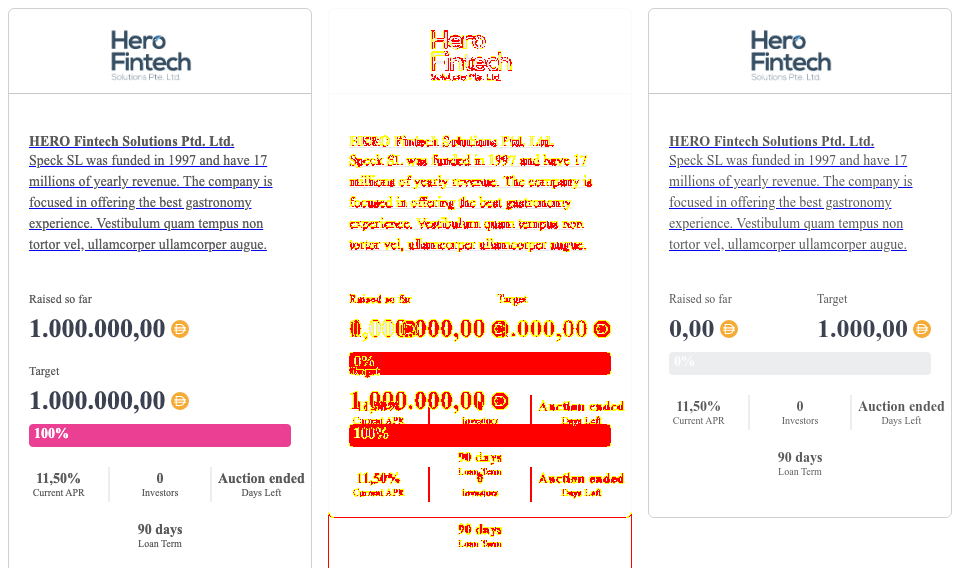 Hero
Fintech
Solutions Pte. Ltd.
HERO Fintech Solutions Ptd. Ltd.
Speck SL was funded in 1997 and have 17
millions of yearly revenue. The company is
focused in offering the best gastronomy
experience. Vestibulum quam tempus non
tortor vel, ullamcorper ullamcorper augue.
Raised so far
1.000.000,00
Target
1.000.000,00
100%
11,50%
Current APR
0
Investors
Auction ended
Days Left
90 days
Loan Term
Hero
Fintech
Solutions Pte. Ltd.
HERO Fintech Solutions Ptd. Ltd.
Speck SL was funded in 1997 and have 17
millions of yearly revenue. The company is
focused in offering the best gastronomy
experience. Vestibulum quam tempus non
tortor vel, ullamcorper ullamcorper augue.
Raised so far
Target
0%
Target
1.000.000,00
100%
Auction ended
Days Left
90 days
Loan Term
11,50%
Current APR
0
Investors
Auction ended
Days Left
90 days
Loan Term
Hero
Fintech
Solutions Pte. Ltd.
HERO Fintech Solutions Ptd. Ltd.
Speck SL was funded in 1997 and have 17
millions of yearly revenue. The company is
focused in offering the best gastronomy
experience. Vestibulum quam tempus non
tortor vel, ullamcorper ullamcorper augue.
Raised so far
Target
0,00
1.000,00
0%
11,50%
Current APR
0
Investors
Auction ended
Days Left
90 days
Loan Term